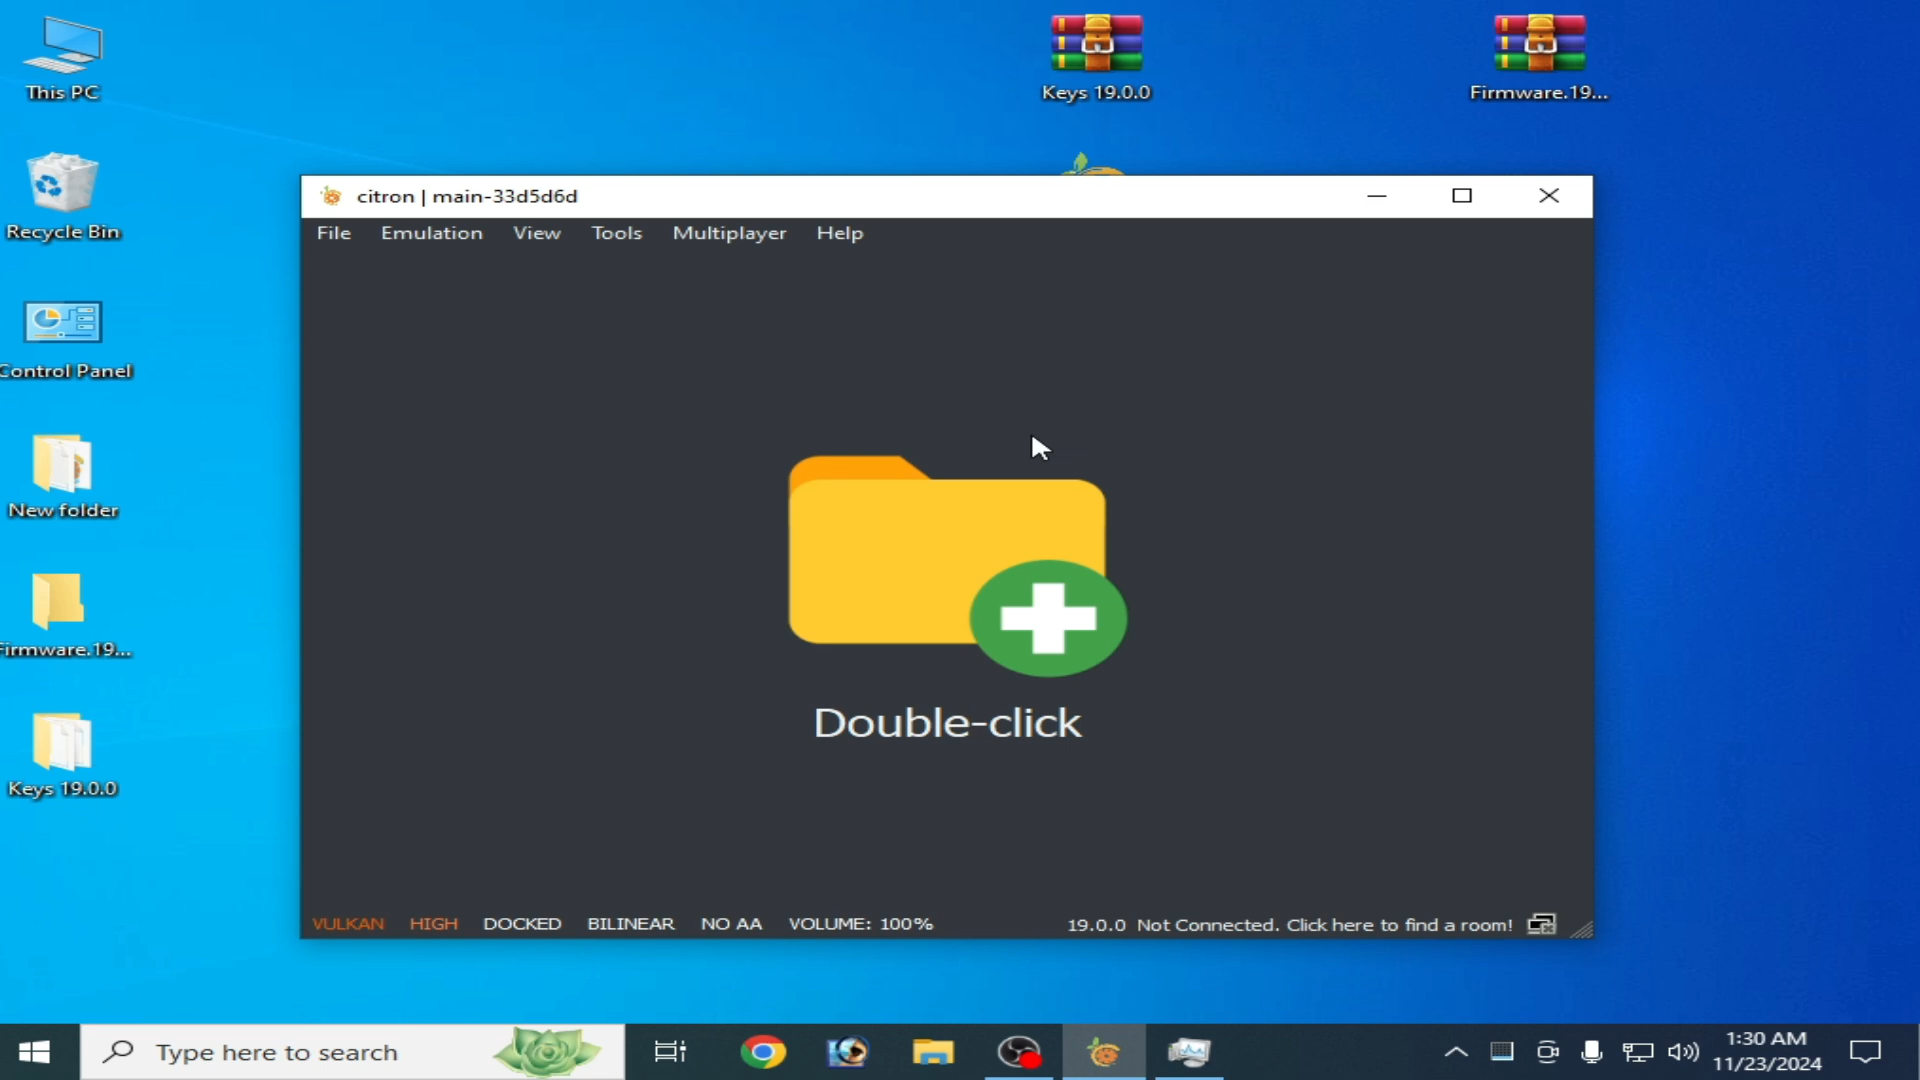 This PC
Keys 19.0.0
Firmware.19...
Recycle Bin
citron | main-33d5d6d
File Emulation View Tools Multiplayer Help
Control Panel
New folder
Firmware.19...
Double-click
Keys 19.0.0
VULKAN HIGH DOCKED BILINEAR NO AA VOLUME: 100% 19.0.0 Not Connected. Click here to find a room!
Type here to search
1:30 AM
11/23/2024